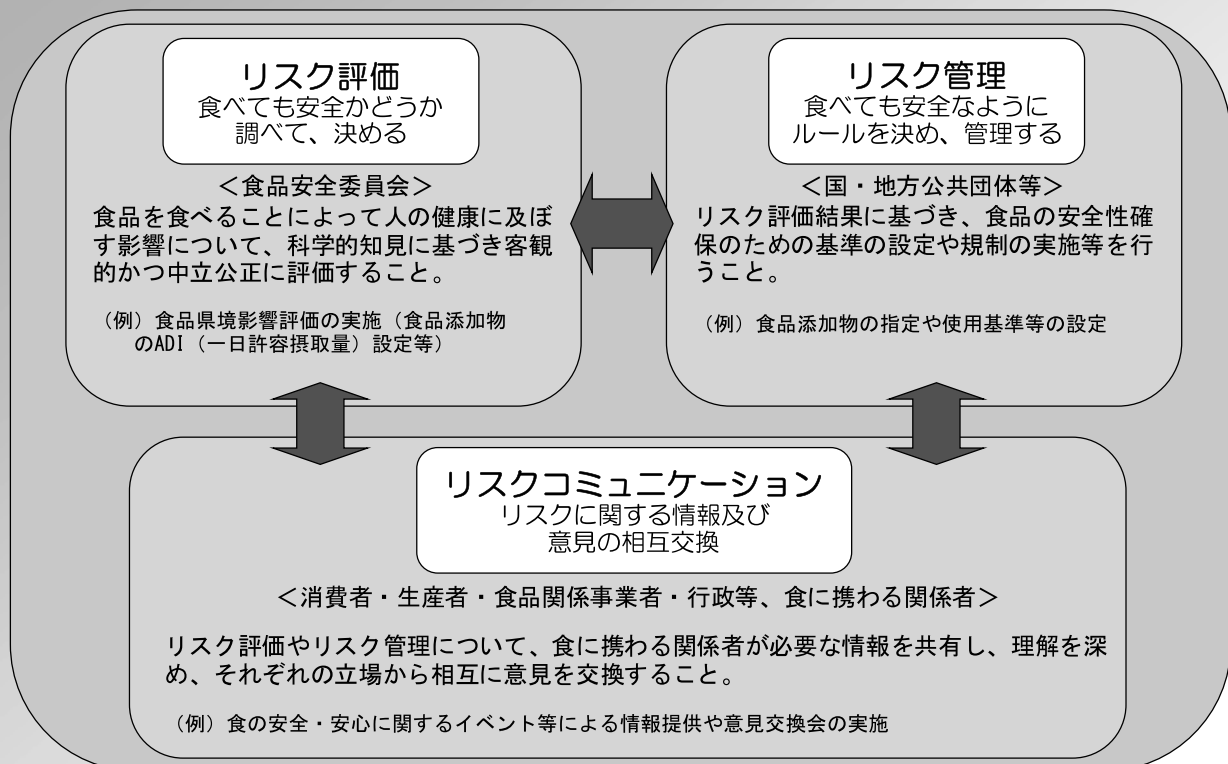 リスク評価
食べても安全かどうか
調べて、決める
＜食品安全委員会＞
食品を食べることによって人の健康に及ぼ
す影響について、科学的知見に基づき客観
的かつ中立公正に評価すること。
（例）食品県境影響評価の実施（食品添加物
のADI（一日許容摂取量）設定等）
リスク管理
食べても安全なように
ルールを決め、管理する
＜国・地方公共団体等＞
リスク評価結果に基づき、食品の安全性確
保のための基準の設定や規制の実施等を行
うこと。
（例）食品添加物の指定や使用基準等の設定
リスクコミュニケーション
リスクに関する情報及び
意見の相互交換
＜消費者・生産者・食品関係事業者・行政等、食に携わる関係者＞
リスク評価やリスク管理について、食に携わる関係者が必要な情報を共有し、理解を深
め、それぞれの立場から相互に意見を交換すること。
（例）食の安全・安心に関するイベント等による情報提供や意見交換会の実施